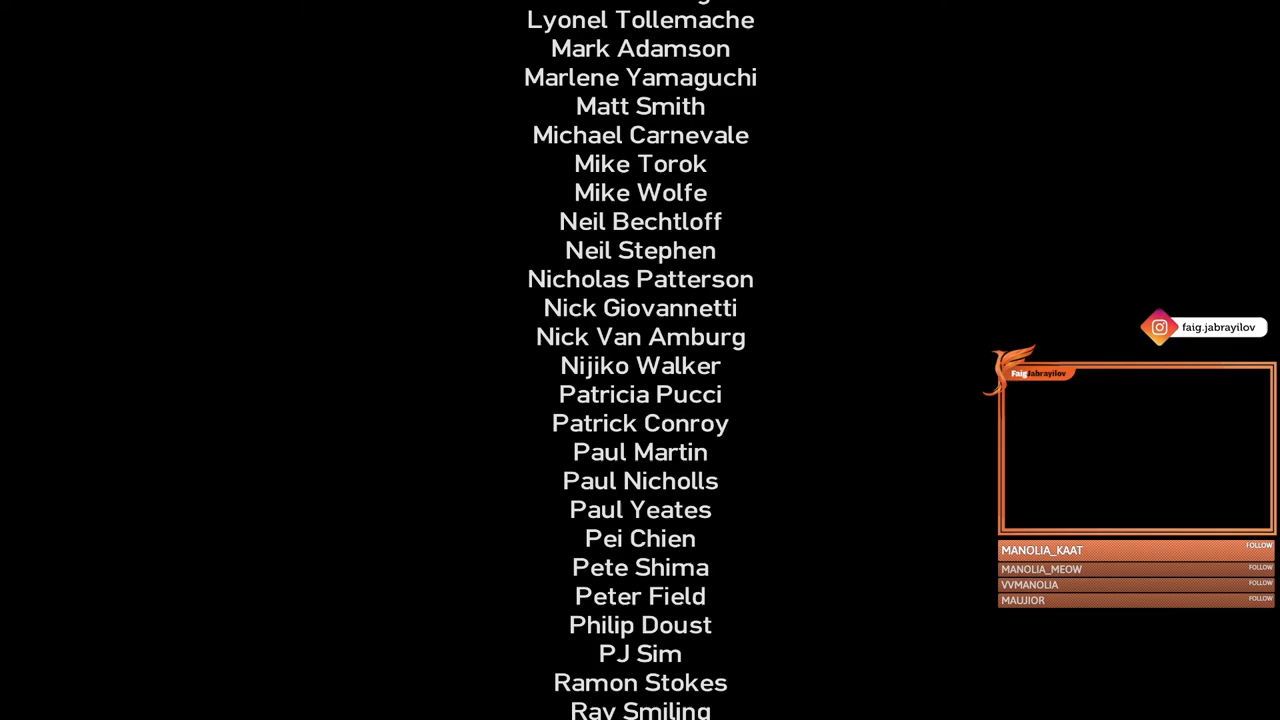 Lyonel Tollemache
Mark Adamson
Marlene Yamaguchi
Matt Smith
Michael Carnevale
Mike Torok
Mike Wolfe
Neil Bechtloff
Neil Stephen
Nicholas Patterson
Nick Giovannetti
Nick Van Amburg
Nijiko Walker
Patricia Pucci
Patrick Conroy
Paul Martin
Paul Nicholls
Paul Yeates
Pei Chien
Pete Shima
Peter Field
Philip Doust
PJ Sim
Ramon Stokes
Ray Smiling
faig.jabrayilov
FaigJabrayilov
MANOLIA_KAAT FOLLOW
MANOLIA_MEOW FOLLOW
VVMANOLIA FOLLOW
MAUJIOR FOLLOW